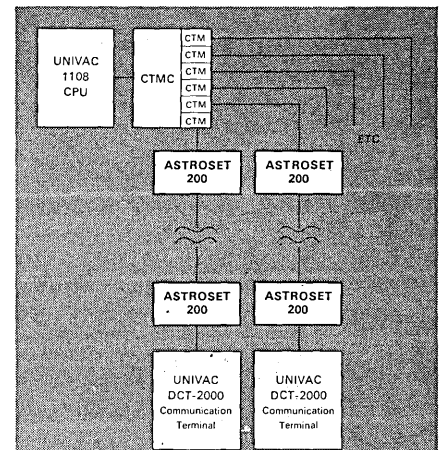 UNIVAC
1108
CPU
CTMC
CTM
CTM
CTM
CTM
CTM
CTM
ETC
ASTROSET
200
ASTROSET
200
ASTROSET
200
ASTROSET
200
UNIVAC
DCT-2000
Communication
Terminal
UNIVAC
DCT-2000
Communication
Terminal